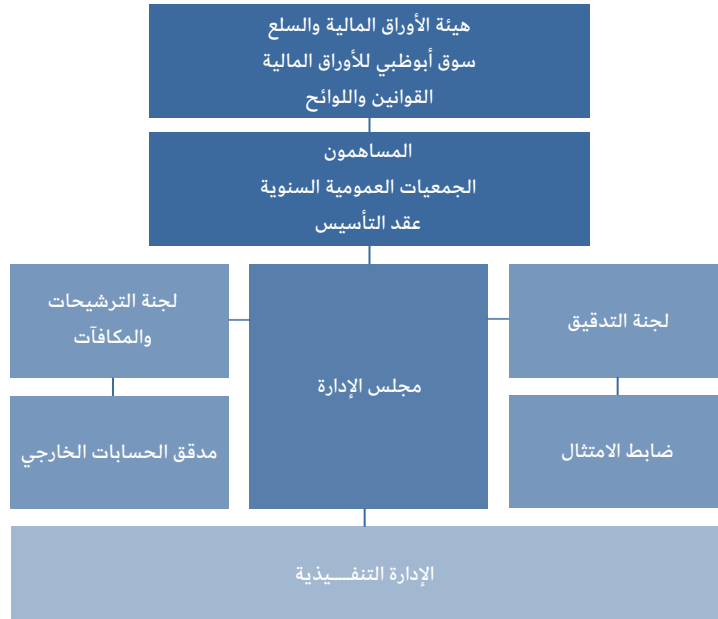 هيئة الأوراق المالية والسلع
سوق أبوظبي للأوراق المالية
القوانين واللوائح
المساهمون
الجمعيات العمومية السنوية
عقد التأسيس
لجنة التدقيق
مجلس الإدارة
لجنة الترشيحات
والمكافآت
ضابط الامتثال
مدقق الحسابات الخارجي
الإدارة التنفـــيذية